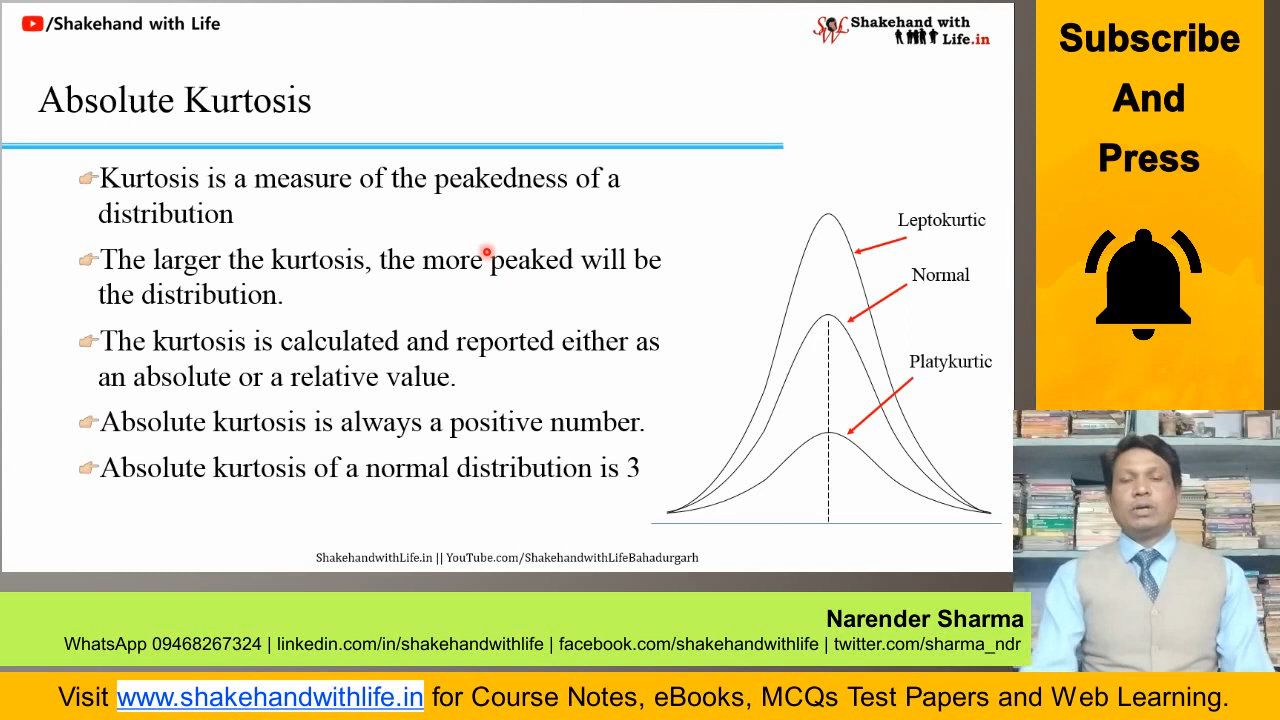 /Shakehand with Life
Shakehand with
Life.in
Absolute Kurtosis
Kurtosis is a measure of the peakedness of a
distribution
The larger the kurtosis, the more peaked will be
the distribution.
The kurtosis is calculated and reported either as
an absolute or a relative value.
Absolute kurtosis is always a positive number.
Absolute kurtosis of a normal distribution is 3
Leptokurtic
Normal
Platykurtic
ShakehandwithLife.in || YouTube.com/ShakehandwithLifeBahadurgarh
Subscribe
And
Press
Narender Sharma
WhatsApp 09468267324 | linkedin.com/in/shakehandwithlife | facebook.com/shakehandwithlife | twitter.com/sharma_ndr
Visit www.shakehandwithlife.in for Course Notes, eBooks, MCQs Test Papers and Web Learning.